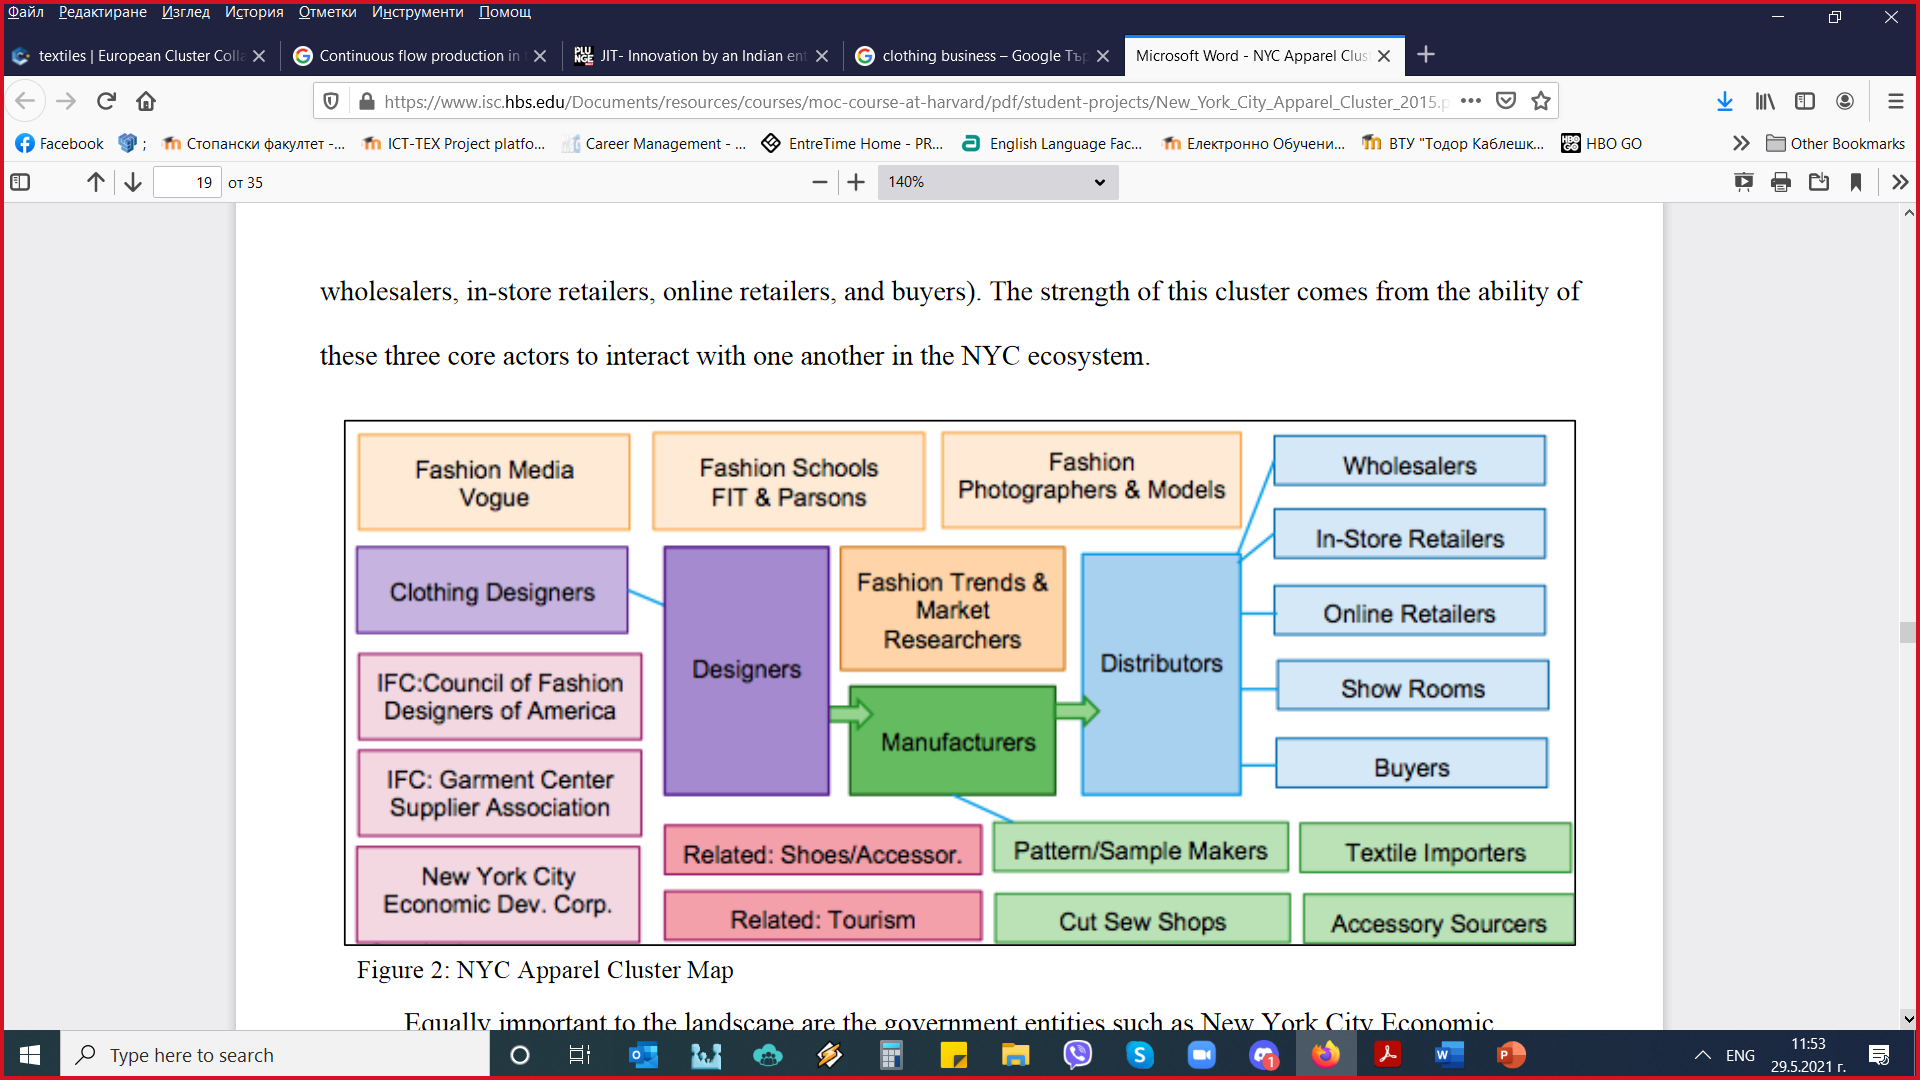 Файл Редактиране Изглед История Отметки Инструменти Помощ
textiles | European Cluster Colla
Continuous flow production in
JIT- Innovation by an Indian ent
clothing business – Google Тър
Microsoft Word - NYC Apparel Clus
https://www.isc.hbs.edu/Documents/resources/courses/moc-course-at-harvard/pdf/student-projects/New_York_City_Apparel_Cluster_2015.p
Facebook
;
Стопански факултет -...
ICT-TEX Project platfo...
Career Management - ...
EntreTime Home - PR...
English Language Fac...
Електронно Обучени...
ВТУ "Тодор Каблешк...
HBO GO
Other Bookmarks
19 от 35
140%
wholesalers, in-store retailers, online retailers, and buyers). The strength of this cluster comes from the ability of
these three core actors to interact with one another in the NYC ecosystem.
Fashion Media
Vogue
Fashion Schools
FIT & Parsons
Fashion
Photographers & Models
Wholesalers
In-Store Retailers
Clothing Designers
Designers
Fashion Trends &
Market
Researchers
Distributors
Online Retailers
IFC:Council of Fashion
Designers of America
Manufacturers
Show Rooms
IFC: Garment Center
Supplier Association
Buyers
New York City
Economic Dev. Corp.
Related: Shoes/Accessor.
Pattern/Sample Makers
Textile Importers
Related: Tourism
Cut Sew Shops
Accessory Sourcers
Figure 2: NYC Apparel Cluster Map
Equally important to the landscape are the government entities such as New York City Economic
Type here to search
ENG
11:53
29.5.2021 г.